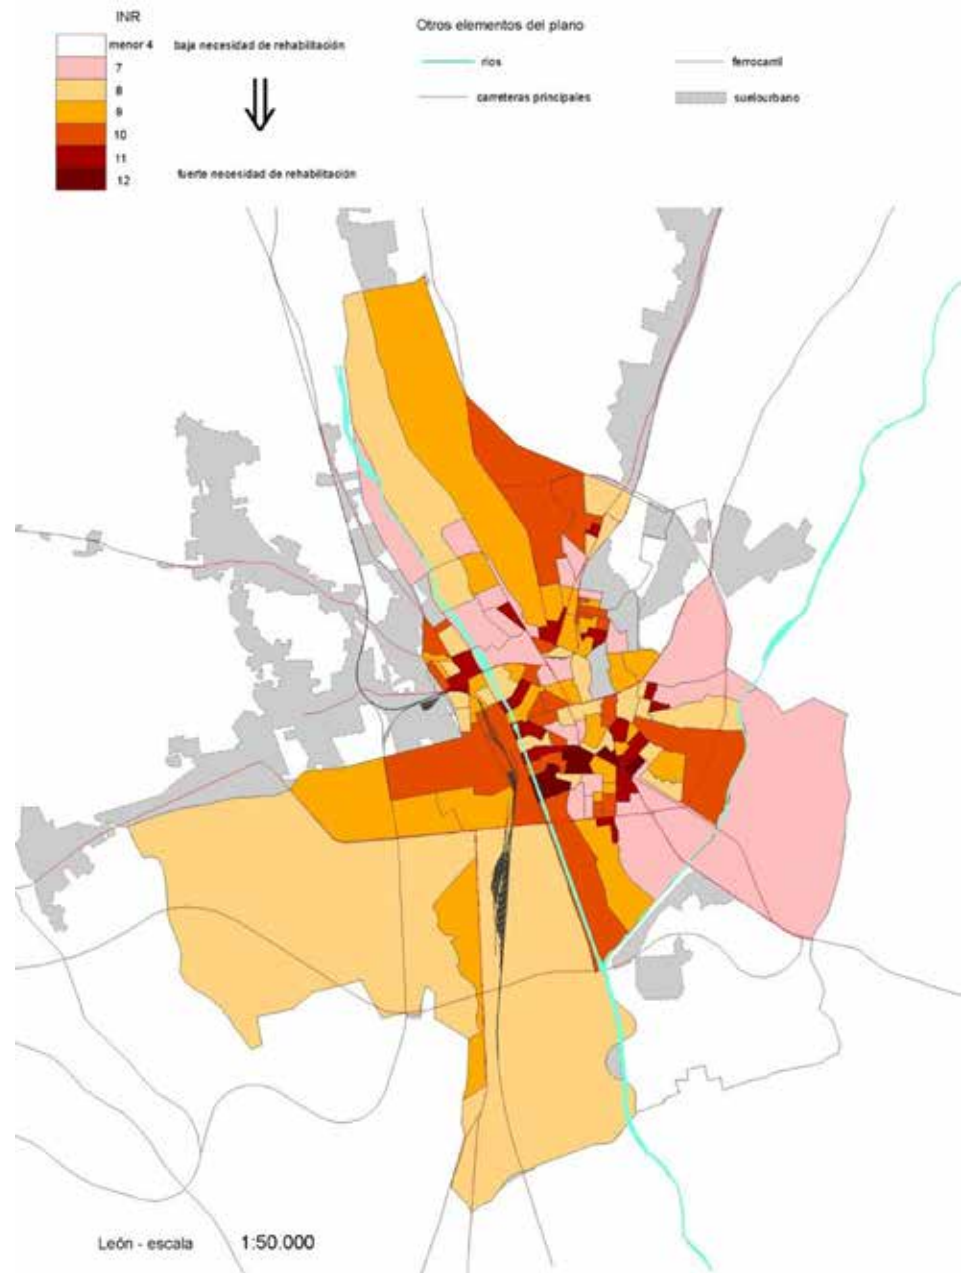 INR
menor 4 baja necesidad de rehabilitación
7
8
9
10
11
12
fuerte necesidad de rehabilitación
Otros elementos del plano
rios
ferrocarril
carreteras principales
suelourbano
León - escala 1:50.000